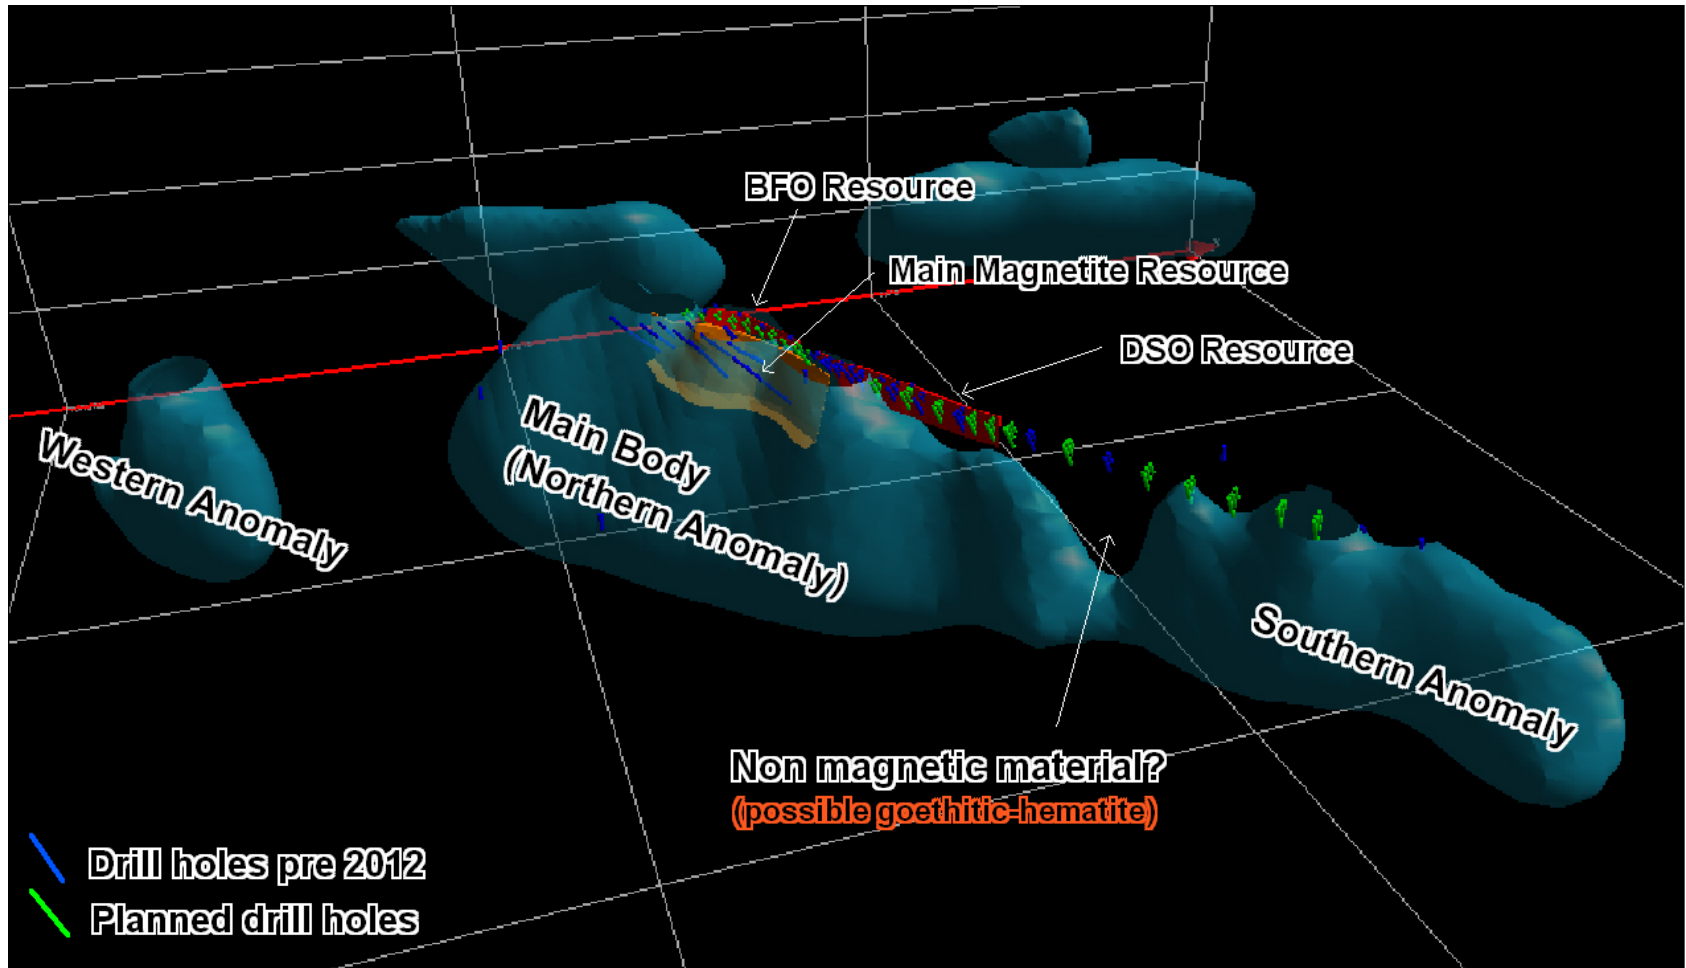 BFO Resource
Main Magnetite Resource
DSO Resource
Western Anomaly
Main Body
(Northern Anomaly)
Southern Anomaly
Non magnetic material?
(possible goethitic-hematite)
Drill holes pre 2012
Planned drill holes